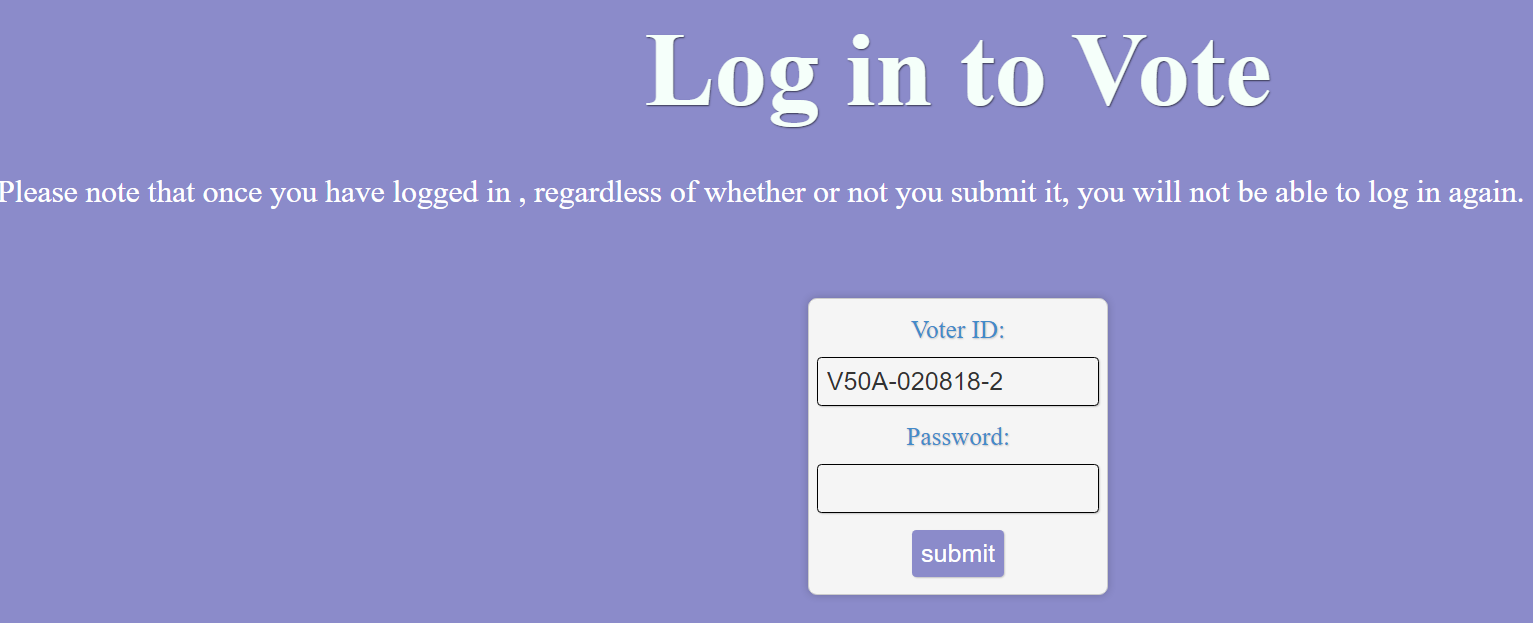 Log in to Vote
Please note that once you have logged in , regardless of whether or not you submit it, you will not be able to log in again.
Voter ID:
V50A-020818-2
Password:
submit